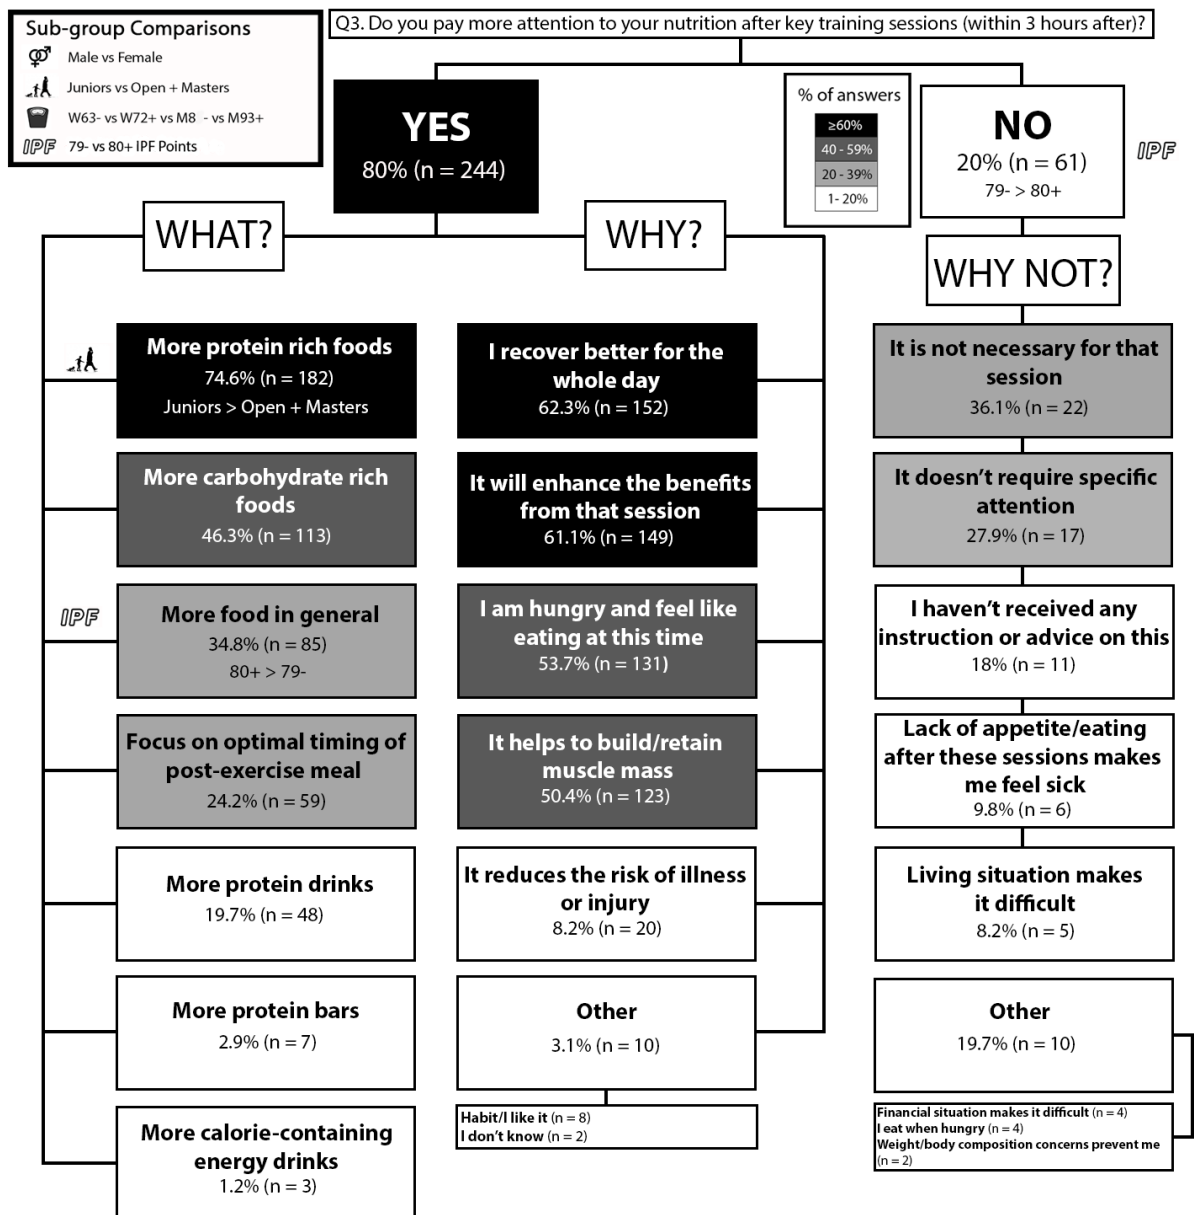 Sub-group Comparisons
Male vs Female
Juniors vs Open + Masters
W63- vs W72+ vs M8 - vs M93+
IPF 79- vs 80+ IPF Points
Q3. Do you pay more attention to your nutrition after key training sessions (within 3 hours after)?
YES
80% (n = 244)
% of answers
≥60%
40 - 59%
20 - 39%
1- 20%
NO
20% (n = 61)
79- > 80+
IPF
WHAT?
More protein rich foods
74.6% (n = 182)
Juniors > Open + Masters
More carbohydrate rich
foods
46.3% (n = 113)
IPF
More food in general
34.8% (n = 85)
80+ > 79-
Focus on optimal timing of
post-exercise meal
24.2% (n = 59)
More protein drinks
19.7% (n = 48)
More protein bars
2.9% (n = 7)
More calorie-containing
energy drinks
1.2% (n = 3)
WHY?
I recover better for the
whole day
62.3% (n = 152)
It will enhance the benefits
from that session
61.1% (n = 149)
I am hungry and feel like
eating at this time
53.7% (n = 131)
It helps to build/retain
muscle mass
50.4% (n = 123)
It reduces the risk of illness
or injury
8.2% (n = 20)
Other
3.1% (n = 10)
Habit/I like it (n = 8)
I don't know (n = 2)
WHY NOT?
It is not necessary for that
session
36.1% (n = 22)
It doesn't require specific
attention
27.9% (n = 17)
I haven't received any
instruction or advice on this
18% (n = 11)
Lack of appetite/eating
after these sessions makes
me feel sick
9.8% (n = 6)
Living situation makes
it difficult
8.2% (n = 5)
Other
19.7% (n = 10)
Financial situation makes it difficult (n = 4)
I eat when hungry (n = 4)
Weight/body composition concerns prevent me
(n = 2)